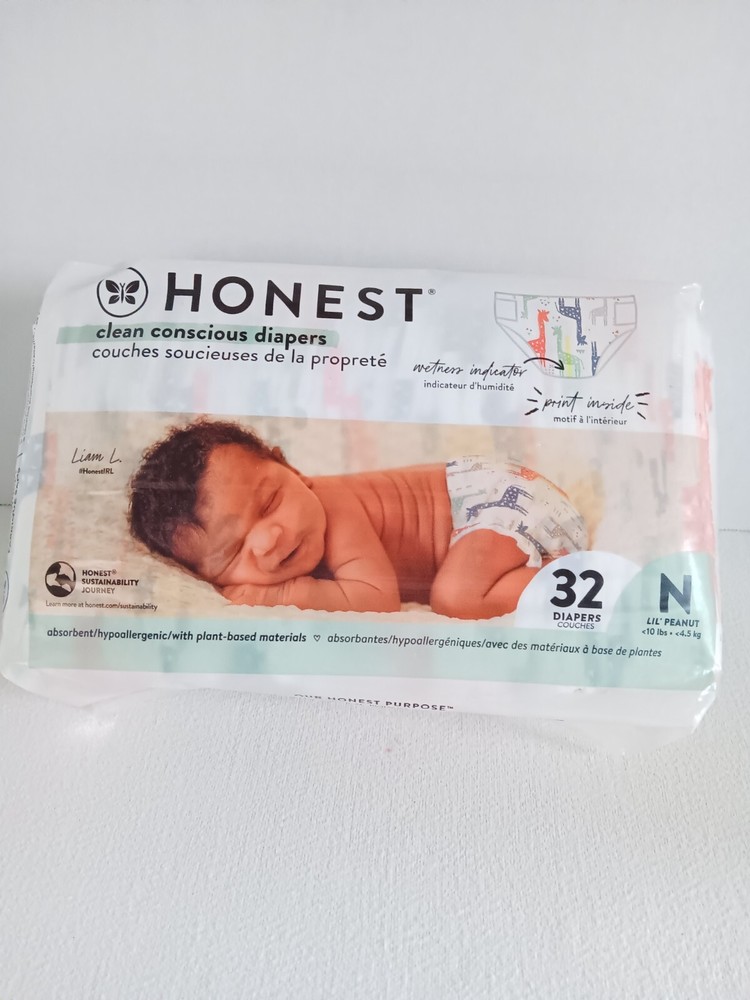 HONEST®
clean conscious diapers
couches soucieuses de la propreté
wetness indicator
indicateur d'humidité
print inside
motif à l'intérieur
Liam L.
#HonestIRL
HONEST®
SUSTAINABILITY
JOURNEY
Learn more at honest.com/sustainability
32
DIAPERS
COUCHES
N
LIL' PEANUT
<10 lbs • <4.5 kg
absorbent/hypoallergenic/with plant-based materials ♡ absorbantes/hypoallergéniques/avec des matériaux à base de plantes
OUR HONEST PURPOSE™